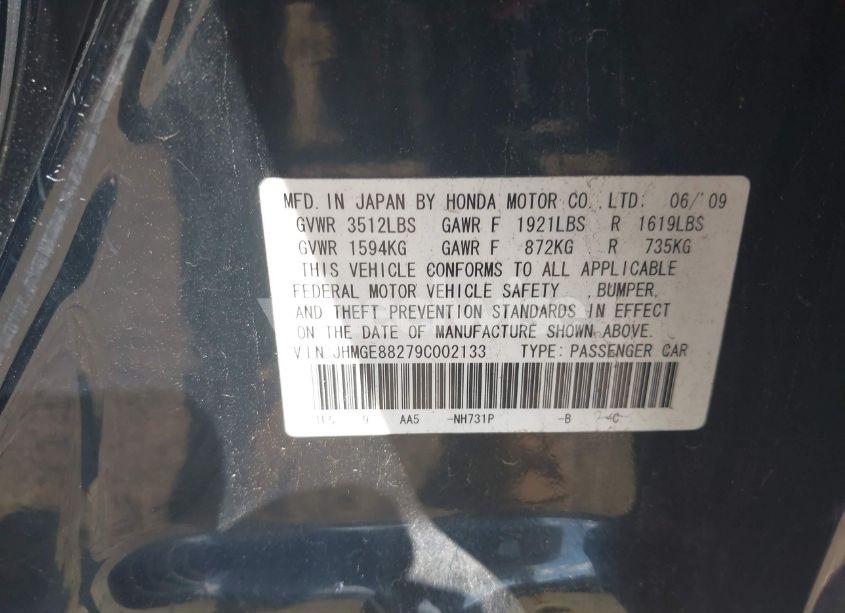 MFD. IN JAPAN BY HONDA MOTOR CO., LTD. 06/'09
GVWR 3512LBS GAWR F 1921LBS R 1619LBS
GVWR 1594KG GAWR F 872KG R 735KG
THIS VEHICLE CONFORMS TO ALL APPLICABLE
FEDERAL MOTOR VEHICLE SAFETY , BUMPER,
AND THEFT PREVENTION STANDARDS IN EFFECT
ON THE DATE OF MANUFACTURE SHOWN ABOVE.
VIN JHMGE88279C002133 TYPE: PASSENGER CAR
9 AA5 -NH731P -B -C